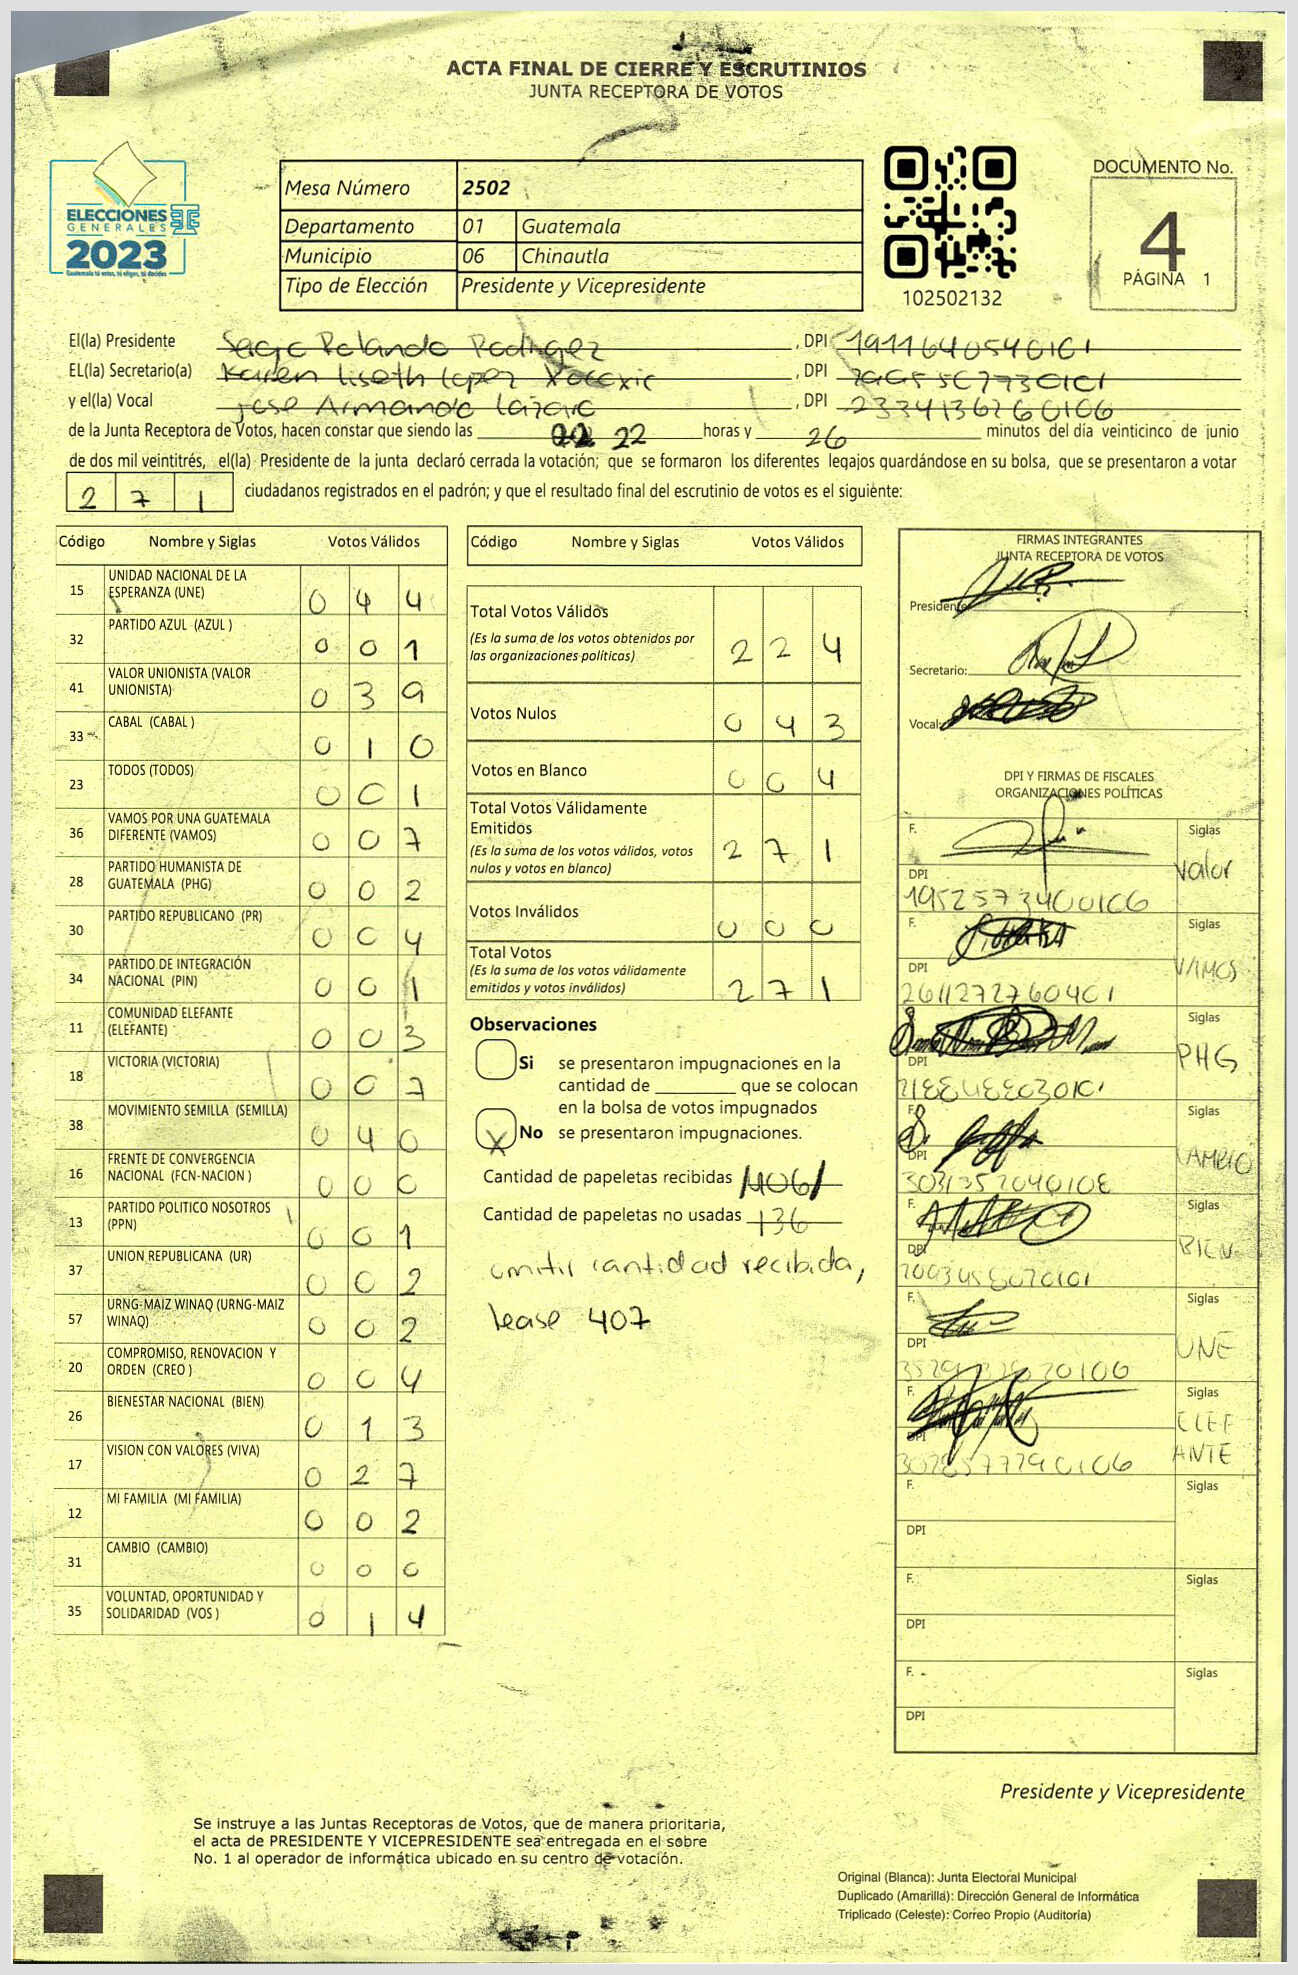 ACTA FINAL DE CIERRE Y ESCRUTINIOS
JUNTA RECEPTORA DE VOTOS
ELECCIONES
GENERALES
2023
Guatemala tú votas, tú eliges, tú decides
Mesa Número 2502
Departamento 01 Guatemala
Municipio 06 Chinautla
Tipo de Elección Presidente y Vicepresidente
102502132
DOCUMENTO No.
4
PÁGINA 1
El(la) Presidente Rolando , DPI 1911640540101
EL(la) Secretario(a) Karen Liseth Lopez , DPI
y el(la) Vocal Jose Armando Lazaro , DPI 2334136260106
de la Junta Receptora de Votos, hacen constar que siendo las 22 horas y 26 minutos del día veinticinco de junio
de dos mil veintitrés, el(la) Presidente de la junta declaró cerrada la votación; que se formaron los diferentes legajos quardándose en su bolsa, que se presentaron a votar
2 7 1 ciudadanos registrados en el padrón; y que el resultado final del escrutinio de votos es el siguiente:
Código Nombre y Siglas Votos Válidos
15 UNIDAD NACIONAL DE LA ESPERANZA (UNE) 0 4 4
32 PARTIDO AZUL (AZUL ) 0 0 1
41 VALOR UNIONISTA (VALOR UNIONISTA) 0 3 9
33 CABAL (CABAL ) 0 1 0
23 TODOS (TODOS) 0 0 1
36 VAMOS POR UNA GUATEMALA DIFERENTE (VAMOS) 0 0 7
28 PARTIDO HUMANISTA DE GUATEMALA (PHG) 0 0 2
30 PARTIDO REPUBLICANO (PR) 0 0 4
34 PARTIDO DE INTEGRACIÓN NACIONAL (PIN) 0 0 1
11 COMUNIDAD ELEFANTE (ELEFANTE) 0 0 3
18 VICTORIA (VICTORIA) 0 0 7
38 MOVIMIENTO SEMILLA (SEMILLA) 0 4 0
16 FRENTE DE CONVERGENCIA NACIONAL (FCN-NACION ) 0 0 0
13 PARTIDO POLITICO NOSOTROS (PPN) 0 0 1
37 UNION REPUBLICANA (UR) 0 0 2
57 URNG-MAIZ WINAQ (URNG-MAIZ WINAQ) 0 0 2
20 COMPROMISO, RENOVACION Y ORDEN (CREO ) 0 0 4
26 BIENESTAR NACIONAL (BIEN) 0 1 3
17 VISION CON VALORES (VIVA) 0 2 7
12 MI FAMILIA (MI FAMILIA) 0 0 2
31 CAMBIO (CAMBIO) 0 0 0
35 VOLUNTAD, OPORTUNIDAD Y SOLIDARIDAD (VOS ) 0 1 4
Código Nombre y Siglas Votos Válidos
Total Votos Válidos 2 2 4
(Es la suma de los votos obtenidos por
las organizaciones políticas)
Votos Nulos 0 4 3
Votos en Blanco 0 0 4
Total Votos Válidamente
Emitidos 2 7 1
(Es la suma de los votos válidos, votos
nulos y votos en blanco)
Votos Inválidos 0 0 0
Total Votos 2 7 1
(Es la suma de los votos válidamente
emitidos y votos inválidos)
Observaciones
Si se presentaron impugnaciones en la
cantidad de ________ que se colocan
en la bolsa de votos impugnados
X No se presentaron impugnaciones.
Cantidad de papeletas recibidas
Cantidad de papeletas no usadas 136
omitir cantidad recibida,
lease 407
FIRMAS INTEGRANTES
JUNTA RECEPTORA DE VOTOS
Presidente:
Secretario:
Vocal:
DPI Y FIRMAS DE FISCALES
ORGANIZACIONES POLÍTICAS
F. Siglas
Valor
DPI
1952573400106
F. Siglas
VAMOS
DPI
2611272760401
F. Siglas
PHG
DPI
F. Siglas
CAMBIO
DPI
F. Siglas
BIEN
DPI
F. Siglas
UNE
DPI
F. Siglas
ELEF
ANTE
DPI
F. Siglas
DPI
F. Siglas
DPI
F. Siglas
DPI
Presidente y Vicepresidente
Se instruye a las Juntas Receptoras de Votos, que de manera prioritaria,
el acta de PRESIDENTE Y VICEPRESIDENTE sea entregada en el sobre
No. 1 al operador de informática ubicado en su centro de votación.
Original (Blanca): Junta Electoral Municipal
Duplicado (Amarilla): Dirección General de Informática
Triplicado (Celeste): Correo Propio (Auditoría)